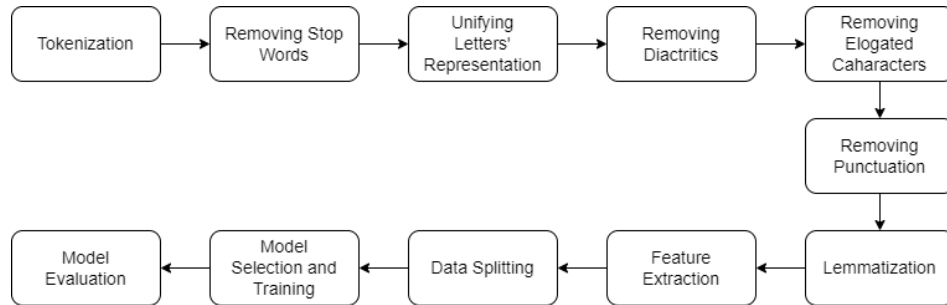 Tokenization
Removing Stop
Words
Unifying
Letters'
Representation
Removing
Diactritics
Removing
Elogated
Caharacters
Removing
Punctuation
Lemmatization
Feature
Extraction
Data Splitting
Model
Selection and
Training
Model
Evaluation